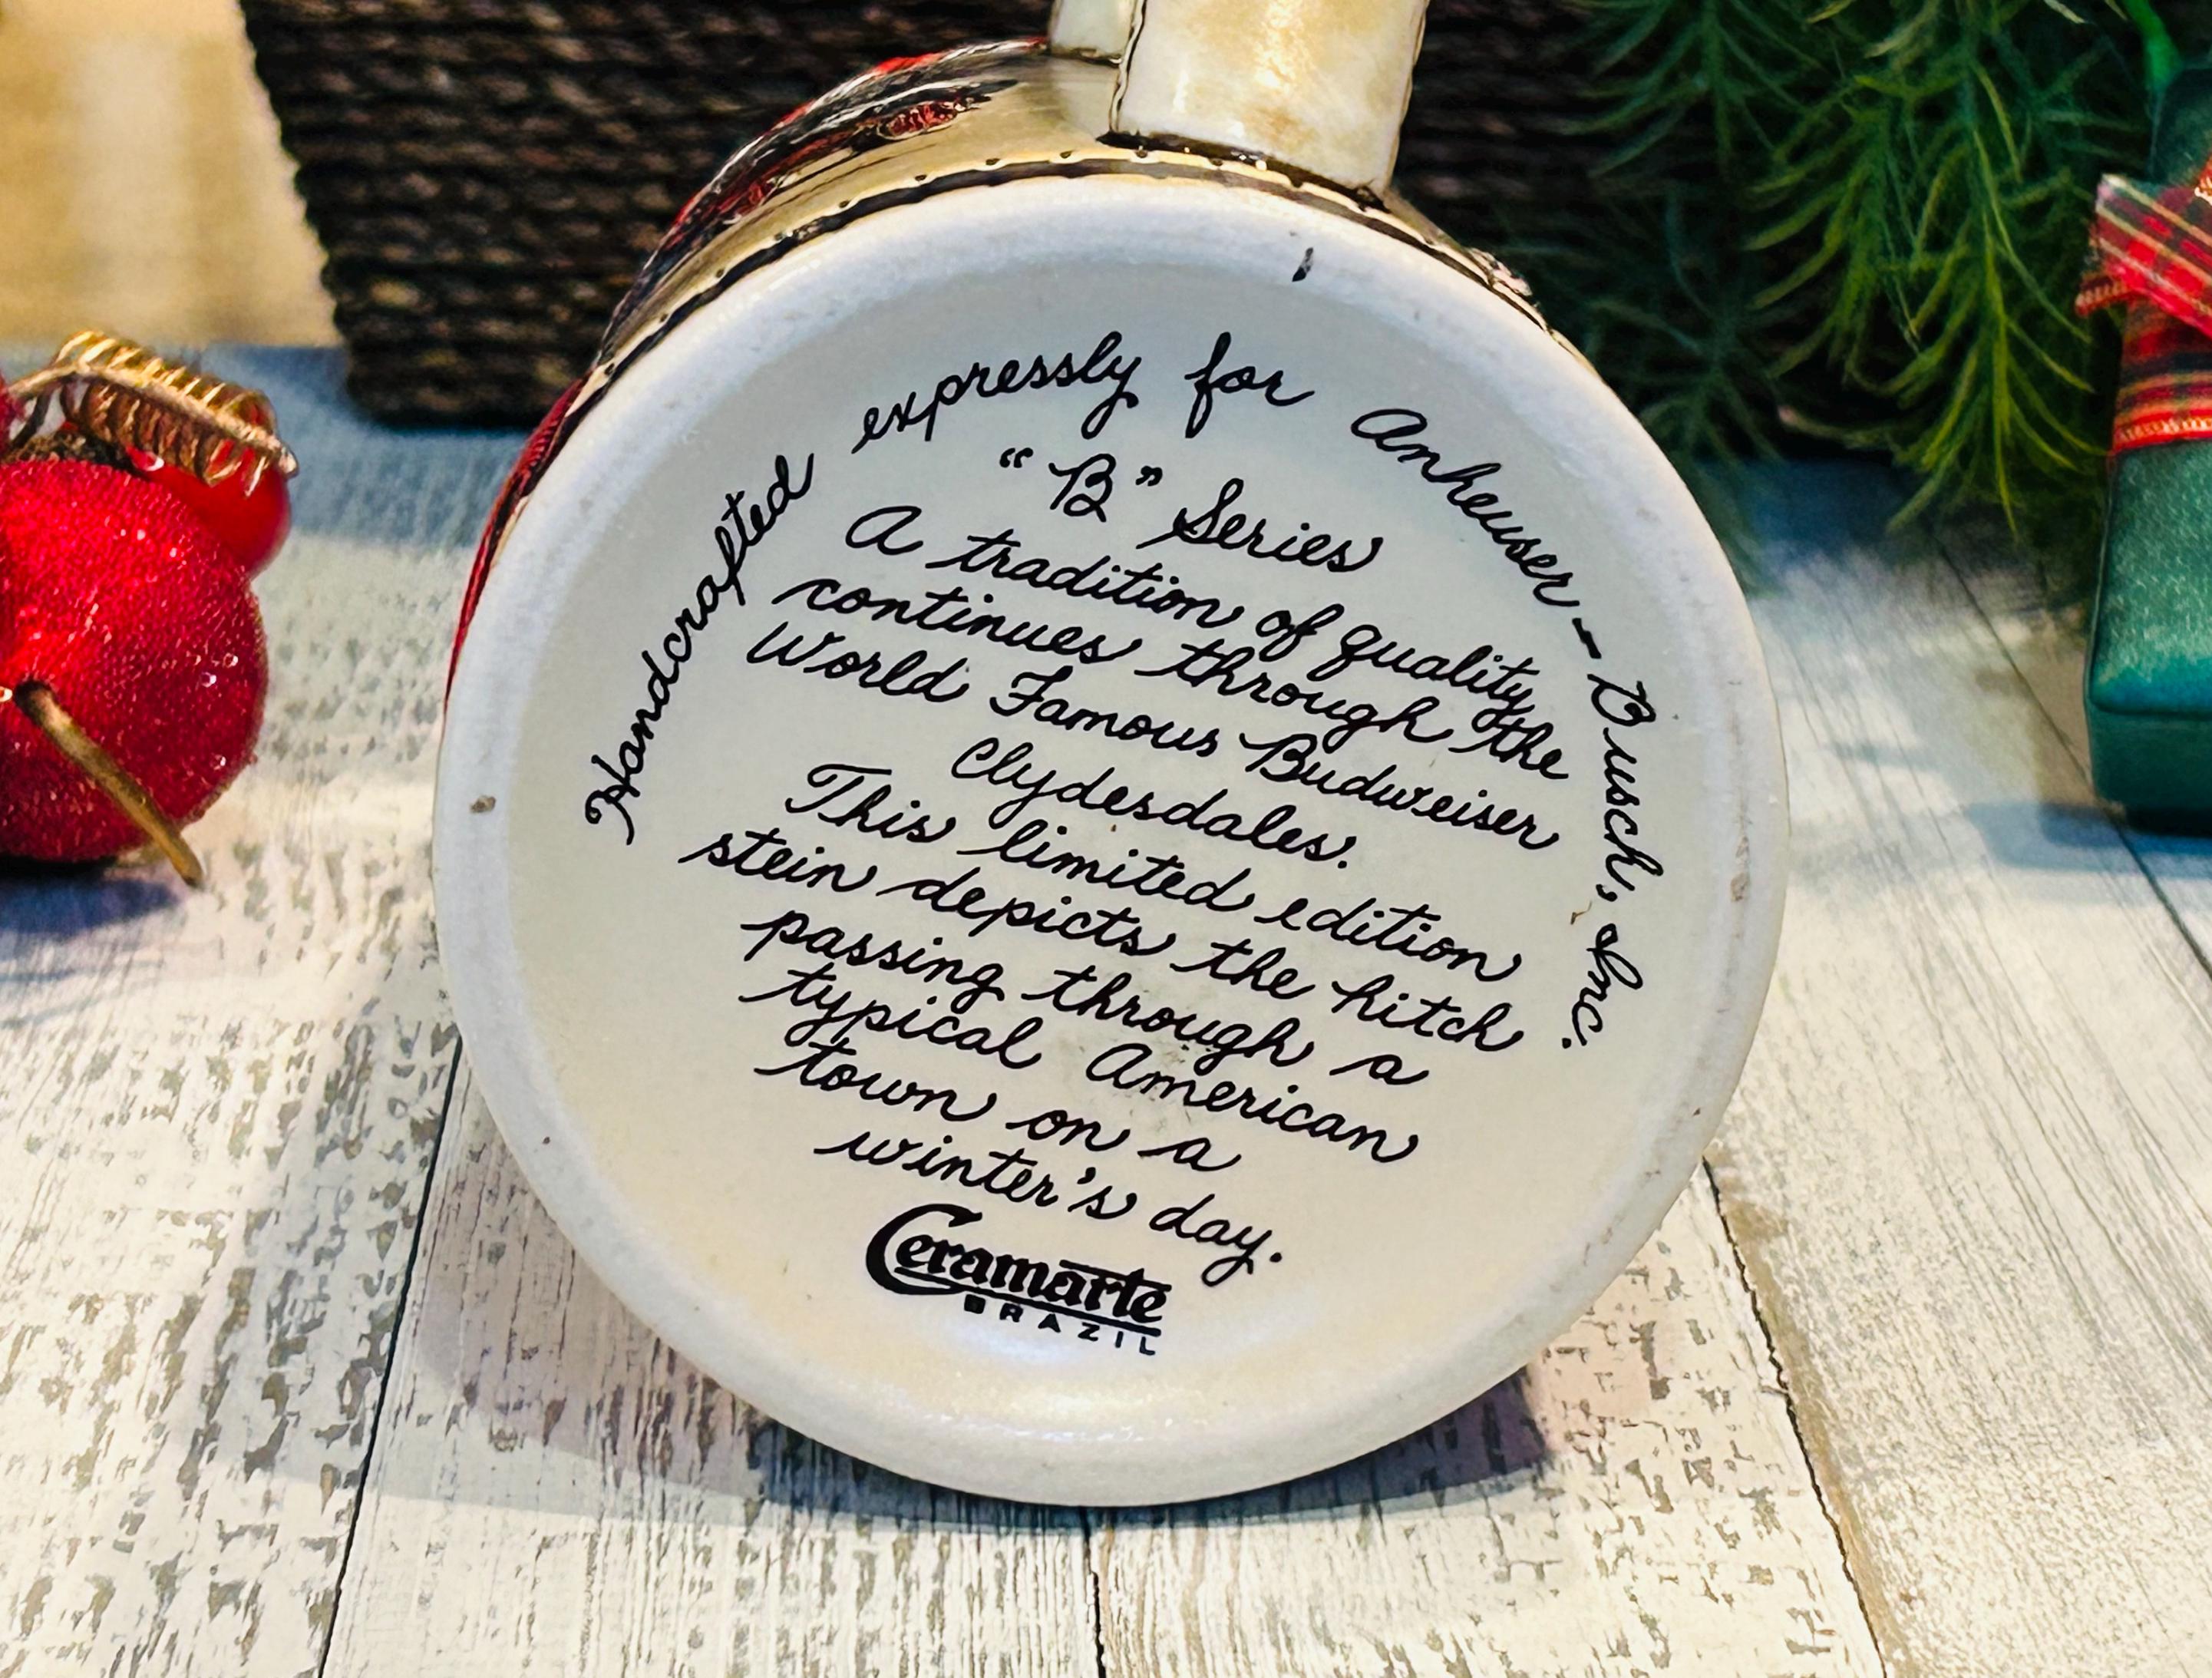 Handcrafted expressly for Anheuser-Busch, Inc.
"B" Series
A tradition of quality
continues through the
World Famous Budweiser
Clydesdales.
This limited edition
stein depicts the hitch
passing through a
typical American
town on a
winter's day.
Ceramarte
BRAZIL